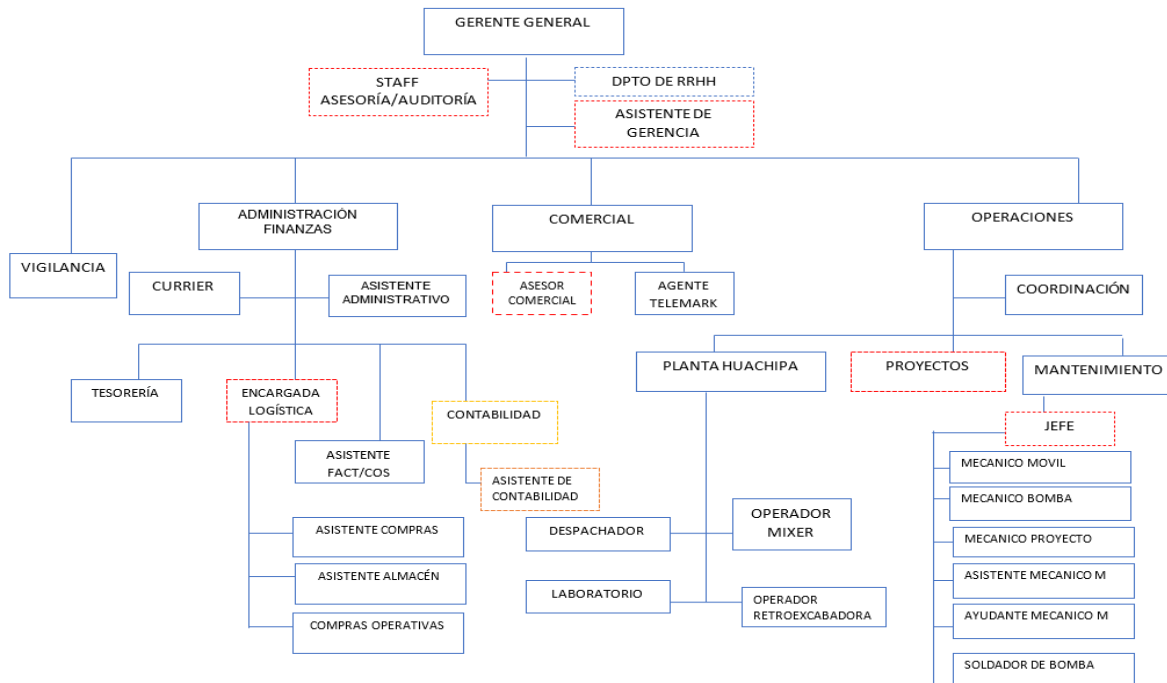 GERENTE GENERAL
STAFF
ASESORÍA/AUDITORÍA
DPTO DE RRHH
ASISTENTE DE
GERENCIA
ADMINISTRACIÓN
FINANZAS
COMERCIAL
OPERACIONES
VIGILANCIA
CURRIER
ASISTENTE
ADMINISTRATIVO
ASESOR
COMERCIAL
AGENTE
TELEMARK
COORDINACIÓN
TESORERÍA
ENCARGADA
LOGÍSTICA
CONTABILIDAD
PLANTA HUACHIPA
PROYECTOS
MANTENIMIENTO
JEFE
ASISTENTE
FACT/COS
ASISTENTE DE
CONTABILIDAD
MECANICO MOVIL
MECANICO BOMBA
ASISTENTE COMPRAS
DESPACHADOR
OPERADOR
MIXER
MECANICO PROYECTO
ASISTENTE ALMACÉN
LABORATORIO
OPERADOR
RETROEXCABADORA
ASISTENTE MECANICO M
AYUDANTE MECANICO M
COMPRAS OPERATIVAS
SOLDADOR DE BOMBA